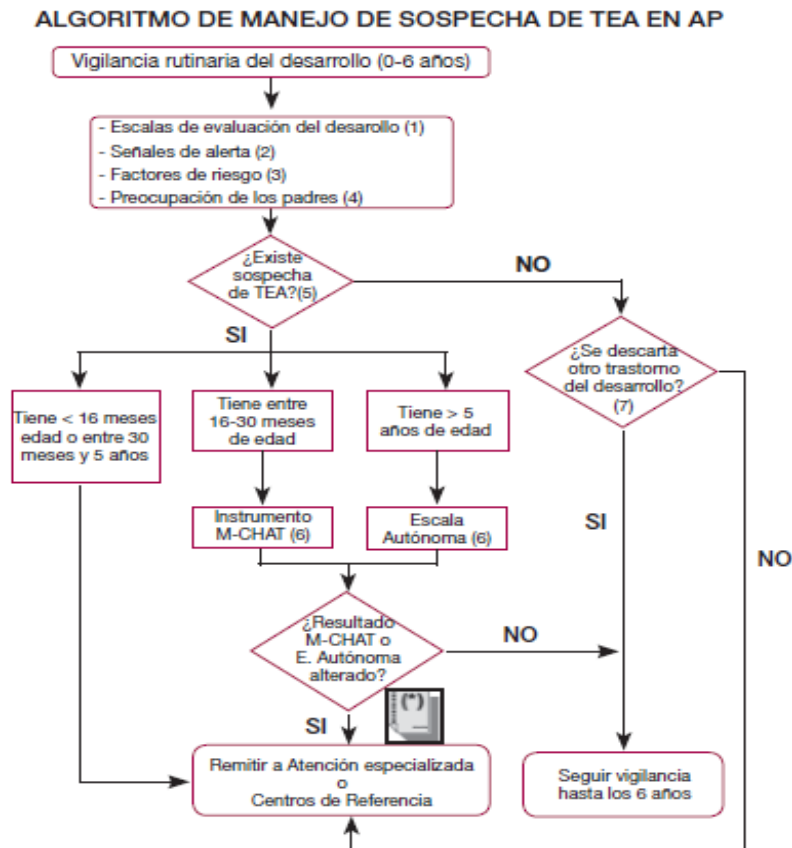 ALGORITMO DE MANEJO DE SOSPECHA DE TEA EN AP
Vigilancia rutinaria del desarrollo (0-6 años)
- Escalas de evaluación del desarollo (1)
- Señales de alerta (2)
- Factores de riesgo (3)
- Preocupación de los padres (4)
¿Existe
sospecha
de TEA?(5)
NO
SI
¿Se descarta
otro trastorno
del desarrollo?
(7)
Tiene < 16 meses
edad o entre 30
meses y 5 años
Tiene entre
16-30 meses
de edad
Tiene > 5
años de edad
Instrumento
M-CHAT (6)
Escala
Autónoma (6)
SI
NO
¿Resultado
M-CHAT o
E. Autónoma
alterado?
NO
(*)
SI
Remitir a Atención especializada
o
Centros de Referencia
Seguir vigilancia
hasta los 6 años